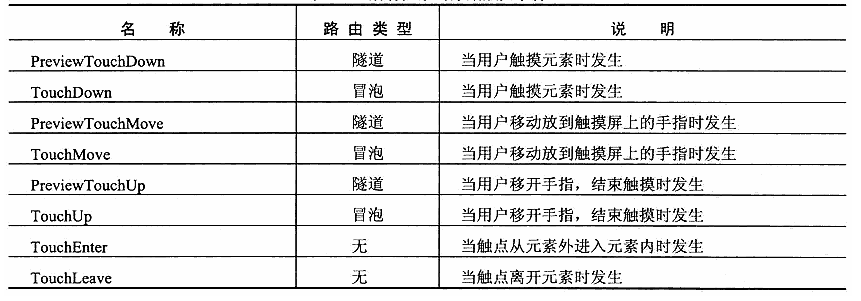 名 称 路 由 类 型 说 明
PreviewTouchDown 隧道 当用户触摸元素时发生
TouchDown 冒泡 当用户触摸元素时发生
PreviewTouchMove 隧道 当用户移动放到触摸屏上的手指时发生
TouchMove 冒泡 当用户移动放到触摸屏上的手指时发生
PreviewTouchUp 隧道 当用户移开手指，结束触摸时发生
TouchUp 冒泡 当用户移开手指，结束触摸时发生
TouchEnter 无 当触点从元素外进入元素内时发生
TouchLeave 无 当触点离开元素时发生